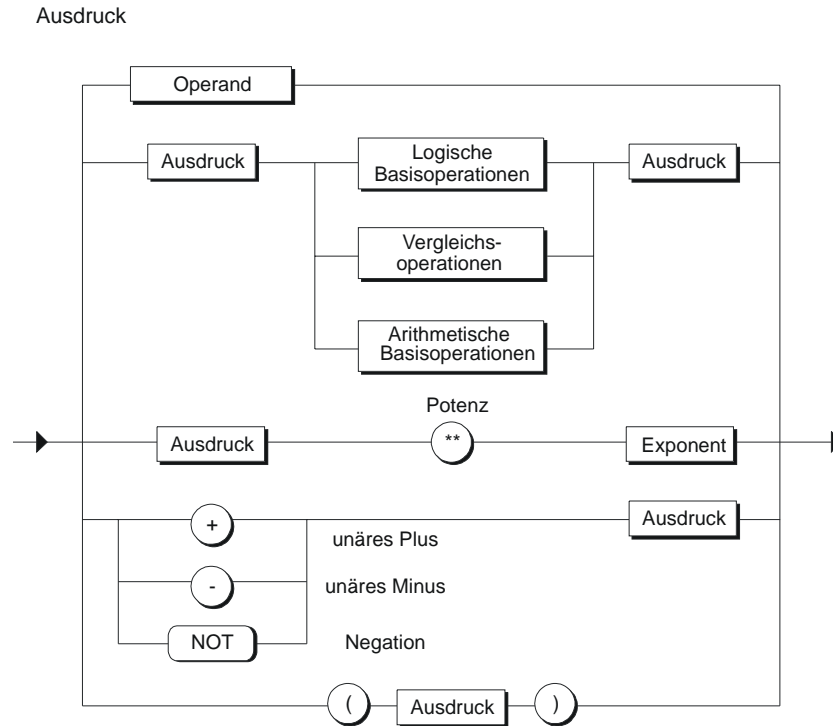 Ausdruck
Operand
Ausdruck
Logische
Basisoperationen
Ausdruck
Vergleichs-
operationen
Arithmetische
Basisoperationen
Potenz
Ausdruck
**
Exponent
+
unäres Plus
Ausdruck
-
unäres Minus
NOT
Negation
(
Ausdruck
)